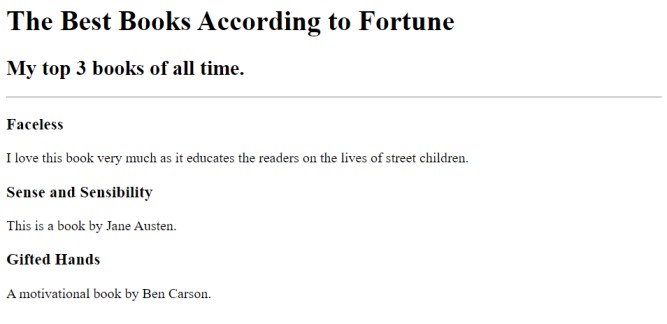 The Best Books According to Fortune
My top 3 books of all time.
Faceless
I love this book very much as it educates the readers on the lives of street children.
Sense and Sensibility
This is a book by Jane Austen.
Gifted Hands
A motivational book by Ben Carson.